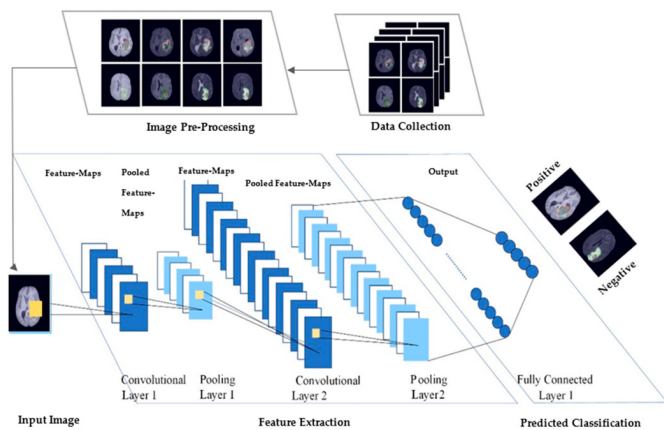 Image Pre-Processing
Data Collection
Feature-Maps
Pooled
Feature-
Maps
Feature-Maps
Pooled Feature-Maps
Output
Positive
Negative
Convolutional
Layer 1
Pooling
Layer 1
Convolutional
Layer 2
Pooling
Layer2
Fully Connected
Layer 1
Input Image
Feature Extraction
Predicted Classification